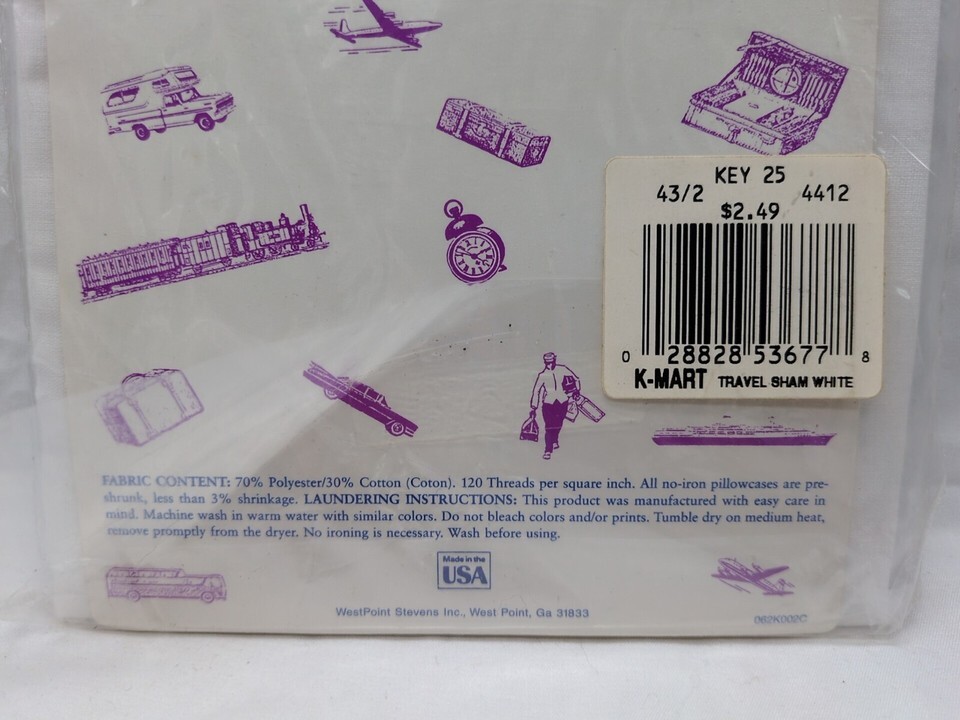 KEY 25
43/2 4412
$2.49
0 28828 53677 8
K-MART TRAVEL SHAM WHITE
FABRIC CONTENT: 70% Polyester/30% Cotton (Coton). 120 Threads per square inch. All no-iron pillowcases are pre-
shrunk, less than 3% shrinkage. LAUNDERING INSTRUCTIONS: This product was manufactured with easy care in
mind. Machine wash in warm water with similar colors. Do not bleach colors and/or prints. Tumble dry on medium heat,
remove promptly from the dryer. No ironing is necessary. Wash before using.
Made in the
USA
WestPoint Stevens Inc., West Point, Ga 31833
062K002C